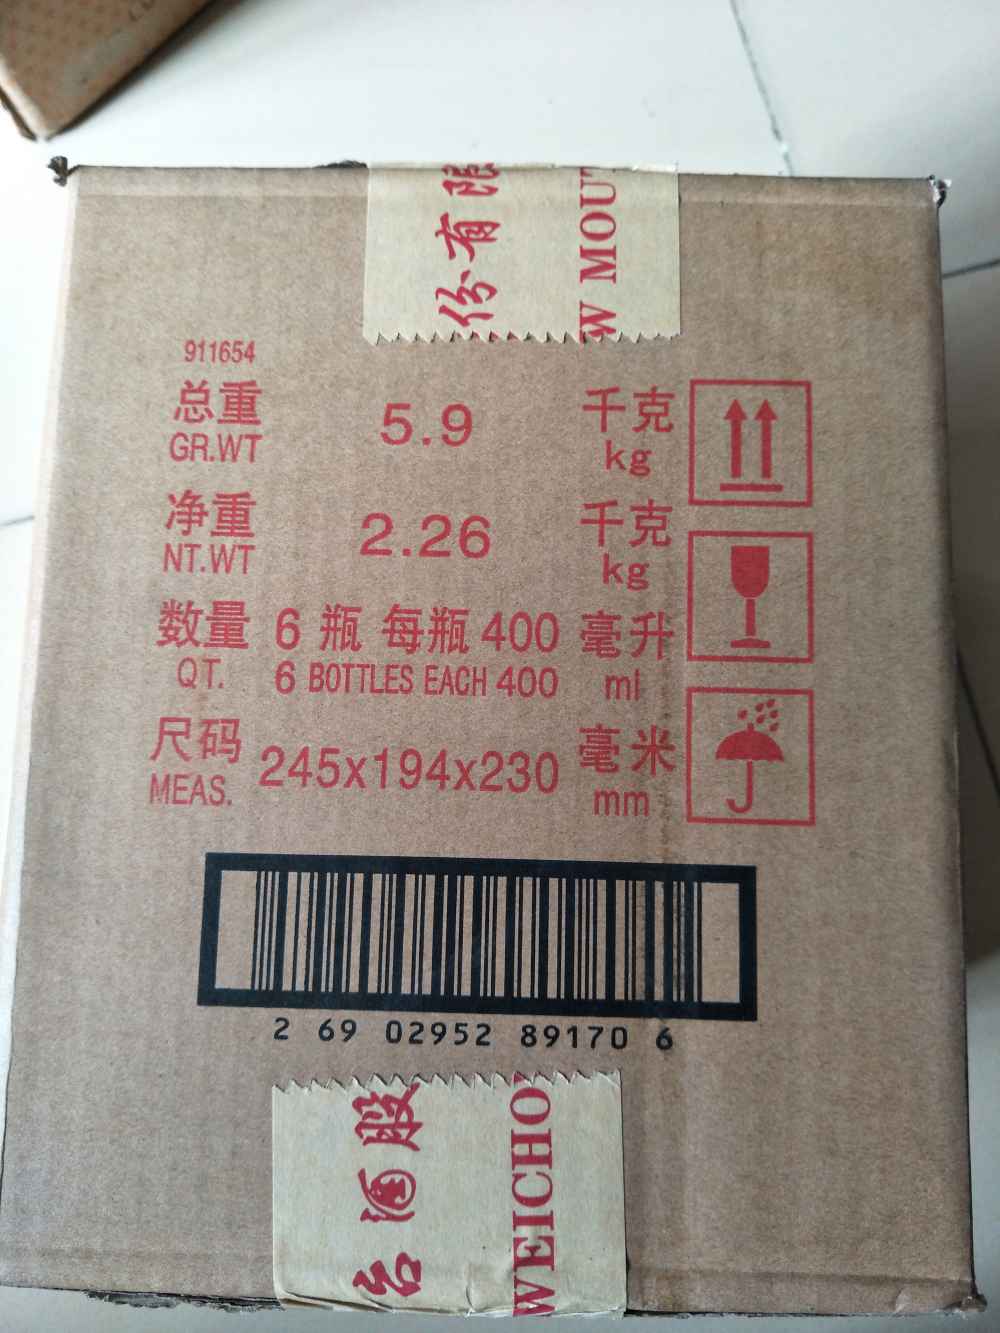 份有限
W MOUT
911654
总重 5.9 千克
GR.WT kg
净重 2.26 千克
NT.WT kg
数量 6 瓶 每瓶 400 毫升
QT. 6 BOTTLES EACH 400 ml
尺码 245x194x230 毫米
MEAS. mm
2 69 02952 89170 6
台酒股
WEICHO